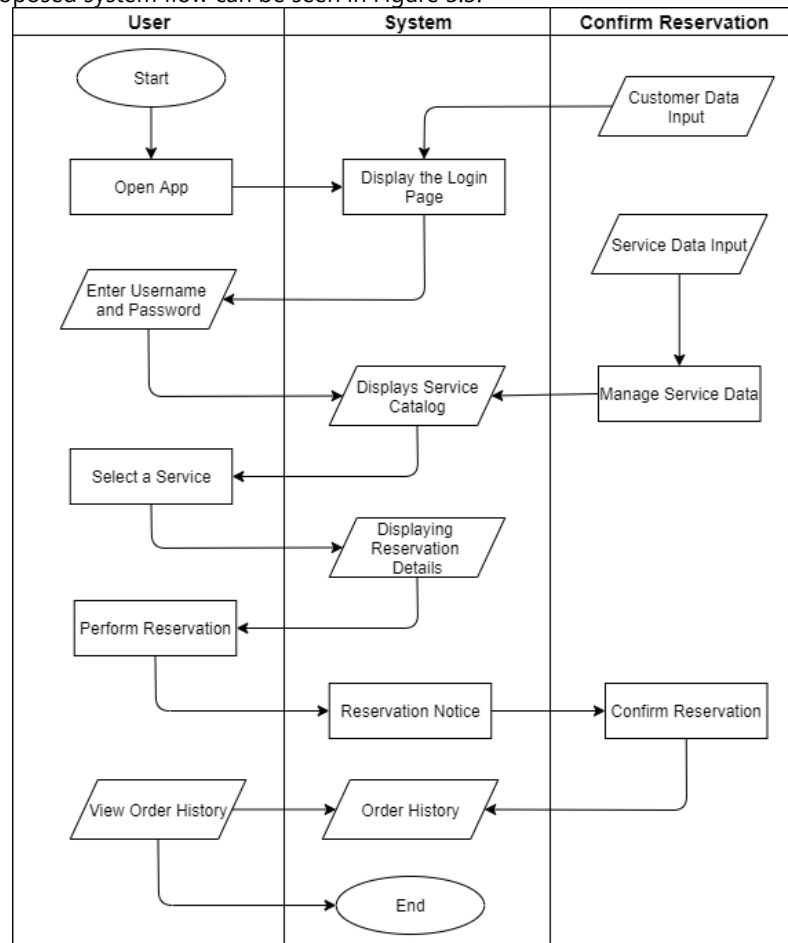 oposed system flow can be seen in Figure 3.3.
User
System
Confirm Reservation
Start
Customer Data
Input
Open App
Display the Login
Page
Service Data Input
Enter Username
and Password
Displays Service
Catalog
Manage Service Data
Select a Service
Displaying
Reservation
Details
Perform Reservation
Reservation Notice
Confirm Reservation
View Order History
Order History
End